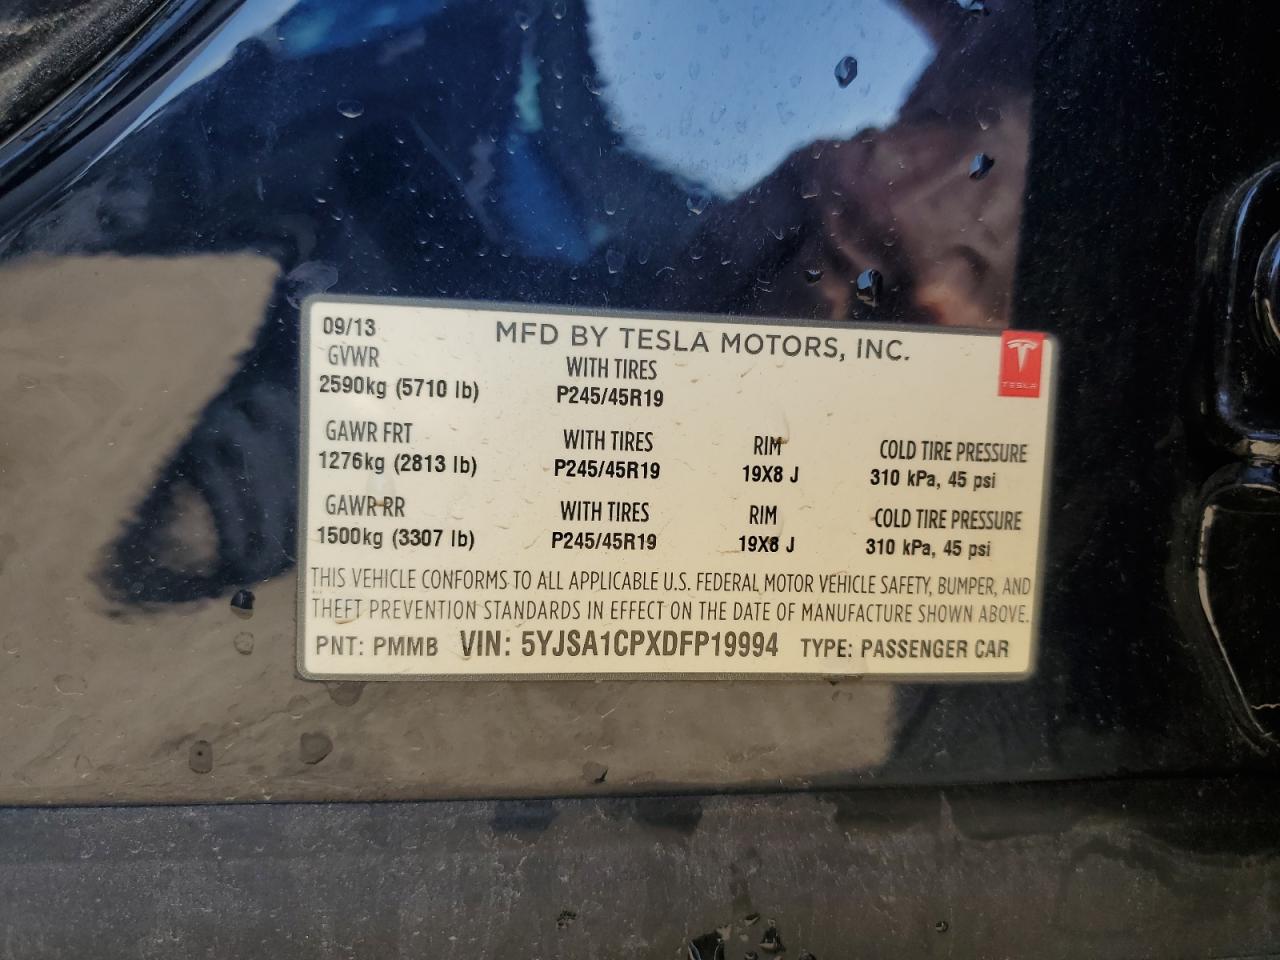 09/13 MFD BY TESLA MOTORS, INC.
GVWR WITH TIRES
2590kg (5710 lb) P245/45R19
TESLA
GAWR FRT WITH TIRES RIM COLD TIRE PRESSURE
1276kg (2813 lb) P245/45R19 19X8 J 310 kPa, 45 psi
GAWR RR WITH TIRES RIM COLD TIRE PRESSURE
1500kg (3307 lb) P245/45R19 19X8 J 310 kPa, 45 psi
THIS VEHICLE CONFORMS TO ALL APPLICABLE U.S. FEDERAL MOTOR VEHICLE SAFETY, BUMPER, AND
THEFT PREVENTION STANDARDS IN EFFECT ON THE DATE OF MANUFACTURE SHOWN ABOVE.
PNT: PMMB VIN: 5YJSA1CPXDFP19994 TYPE: PASSENGER CAR